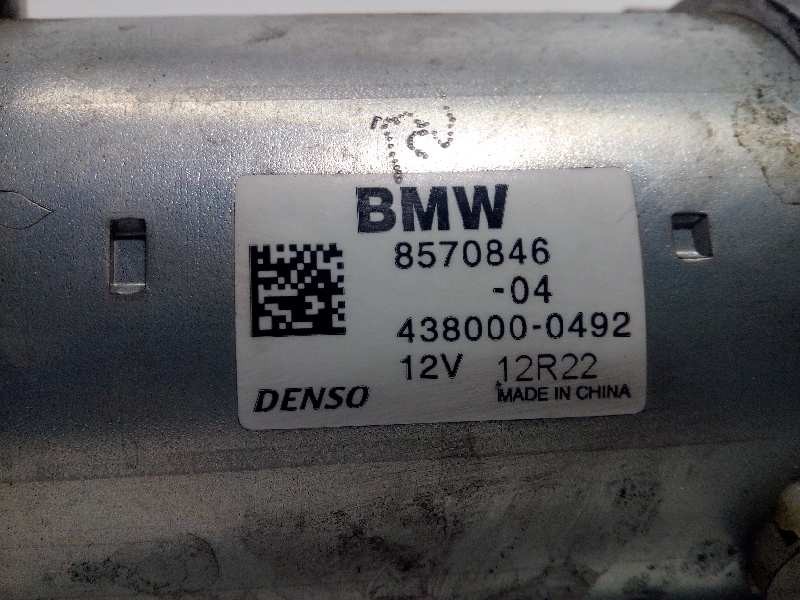 BMW
8570846
-04
438000-0492
12V 12R22
DENSO MADE IN CHINA